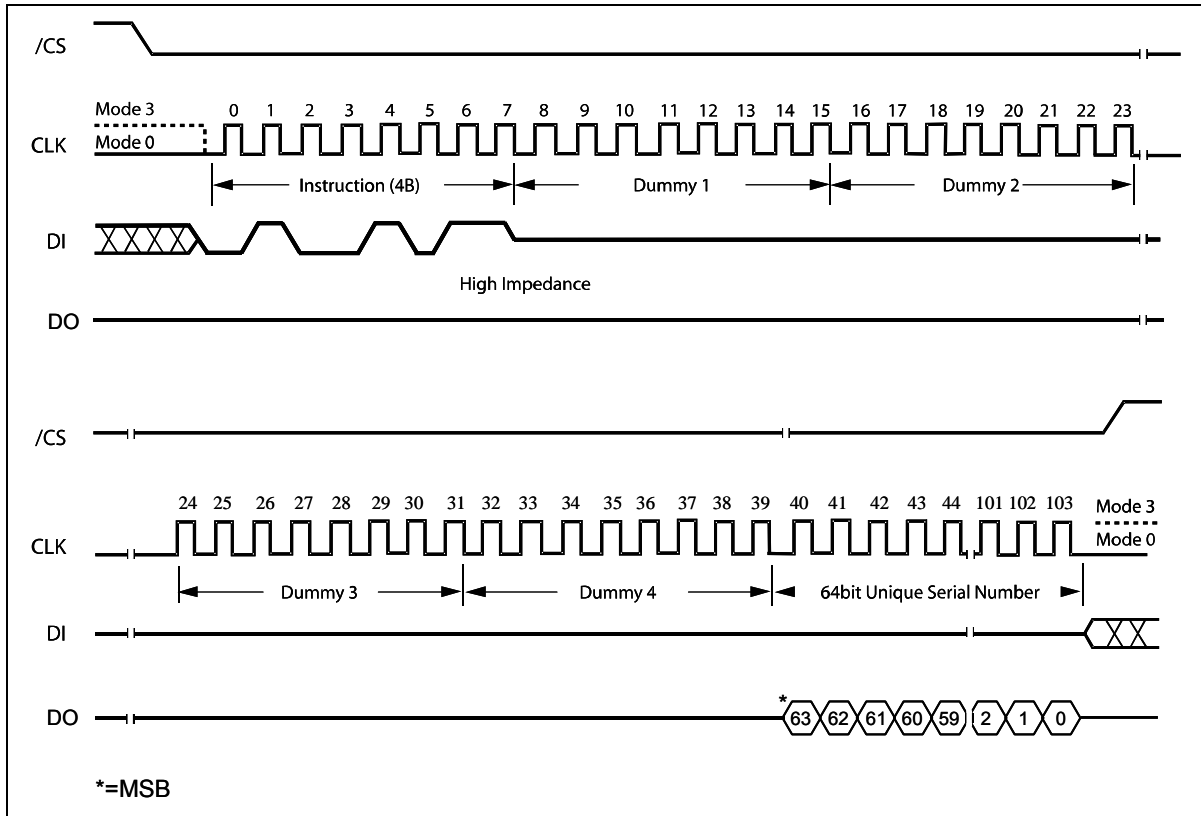 /CS
Mode 3
0 1 2 3 4 5 6 7 8 9 10 11 12 13 14 15 16 17 18 19 20 21 22 23
CLK
Mode 0
Instruction (4B) Dummy 1 Dummy 2
DI
High Impedance
DO
/CS
24 25 26 27 28 29 30 31 32 33 34 35 36 37 38 39 40 41 42 43 44 101 102 103
Mode 3
CLK
Mode 0
Dummy 3 Dummy 4 64bit Unique Serial Number
DI
*
DO 63 62 61 60 59 2 1 0
*=MSB